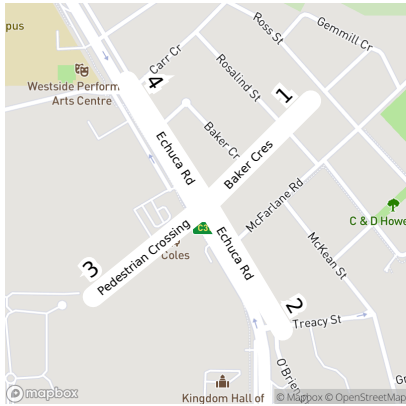 pus
Ross St
Gemmill Cr
Carr Cr
4
Westside Perform
Arts Centre
Rosalind St
1
Echuca Rd
Baker Cr
Baker Cres
McFarlane Rd
C & D Howe
Pedestrian Crossing
C3
Echuca Rd
McKean St
Coles
3
2
Treacy St
O'Brien
Go
Kingdom Hall of
mapbox
© Mapbox © OpenStreetMap